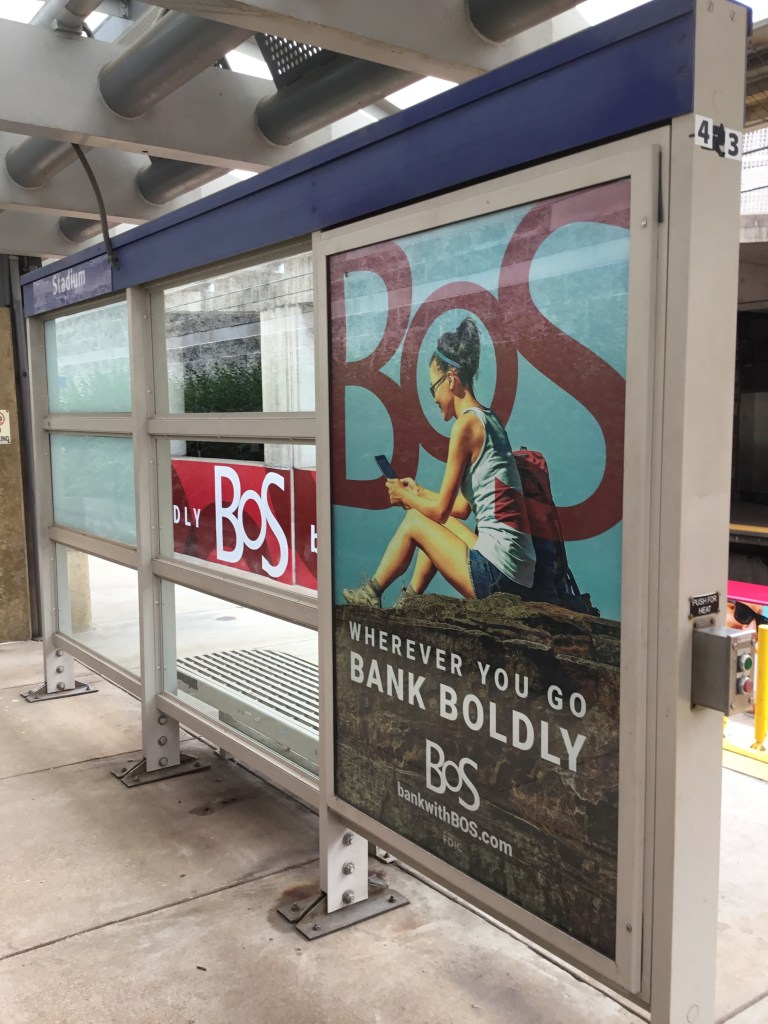 4 3
Stadium
BOS
DLY BOS
WHEREVER YOU GO
BANK BOLDLY
BOS
bankwithBOS.com
FDIC
PUSH FOR
HEAT